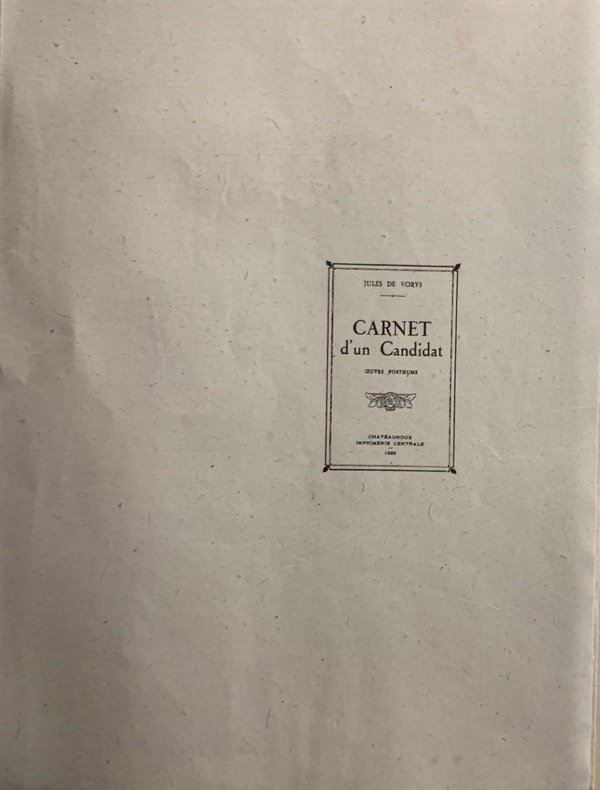 JULES DE VORYS
CARNET
d'un Candidat
ŒUVRE POSTHUME
CHATEAUROUX
IMPRIMERIE CENTRALE